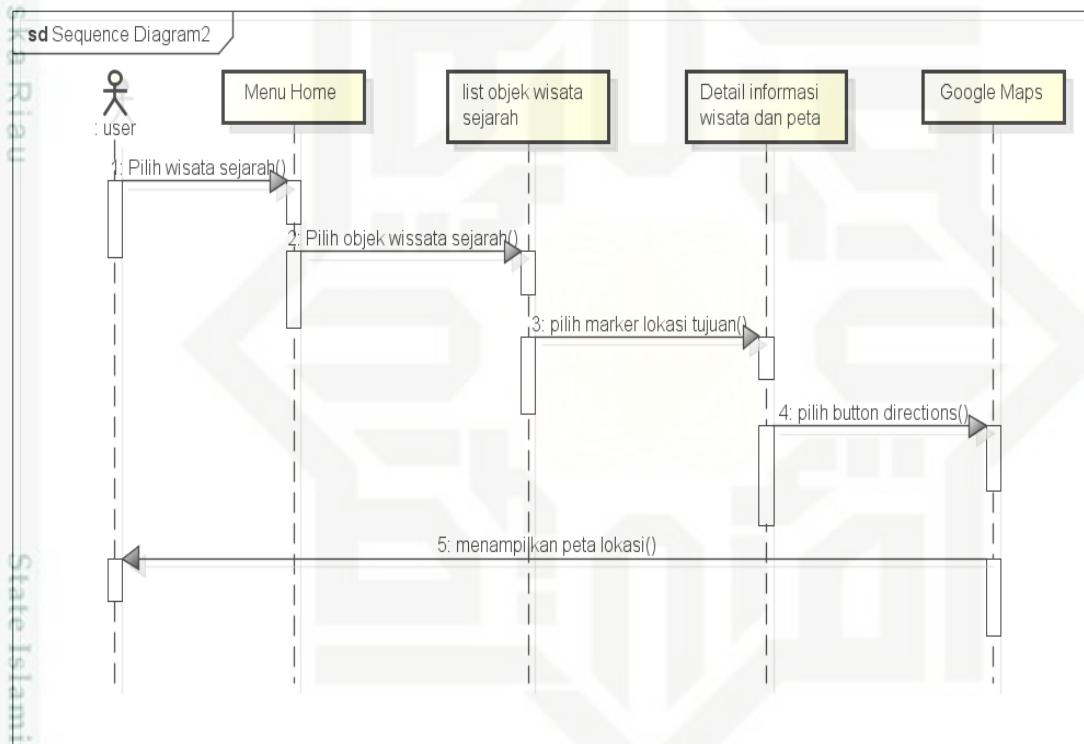 sd Sequence Diagram2
: user
Menu Home
list objek wisata
sejarah
Detail informasi
wisata dan peta
Google Maps
1: Pilih wisata sejarah()
2: Pilih objek wissata sejarah()
3: pilih marker lokasi tujuan()
4: pilih button directions()
5: menampilkan peta lokasi()
ska Riau
State Islami